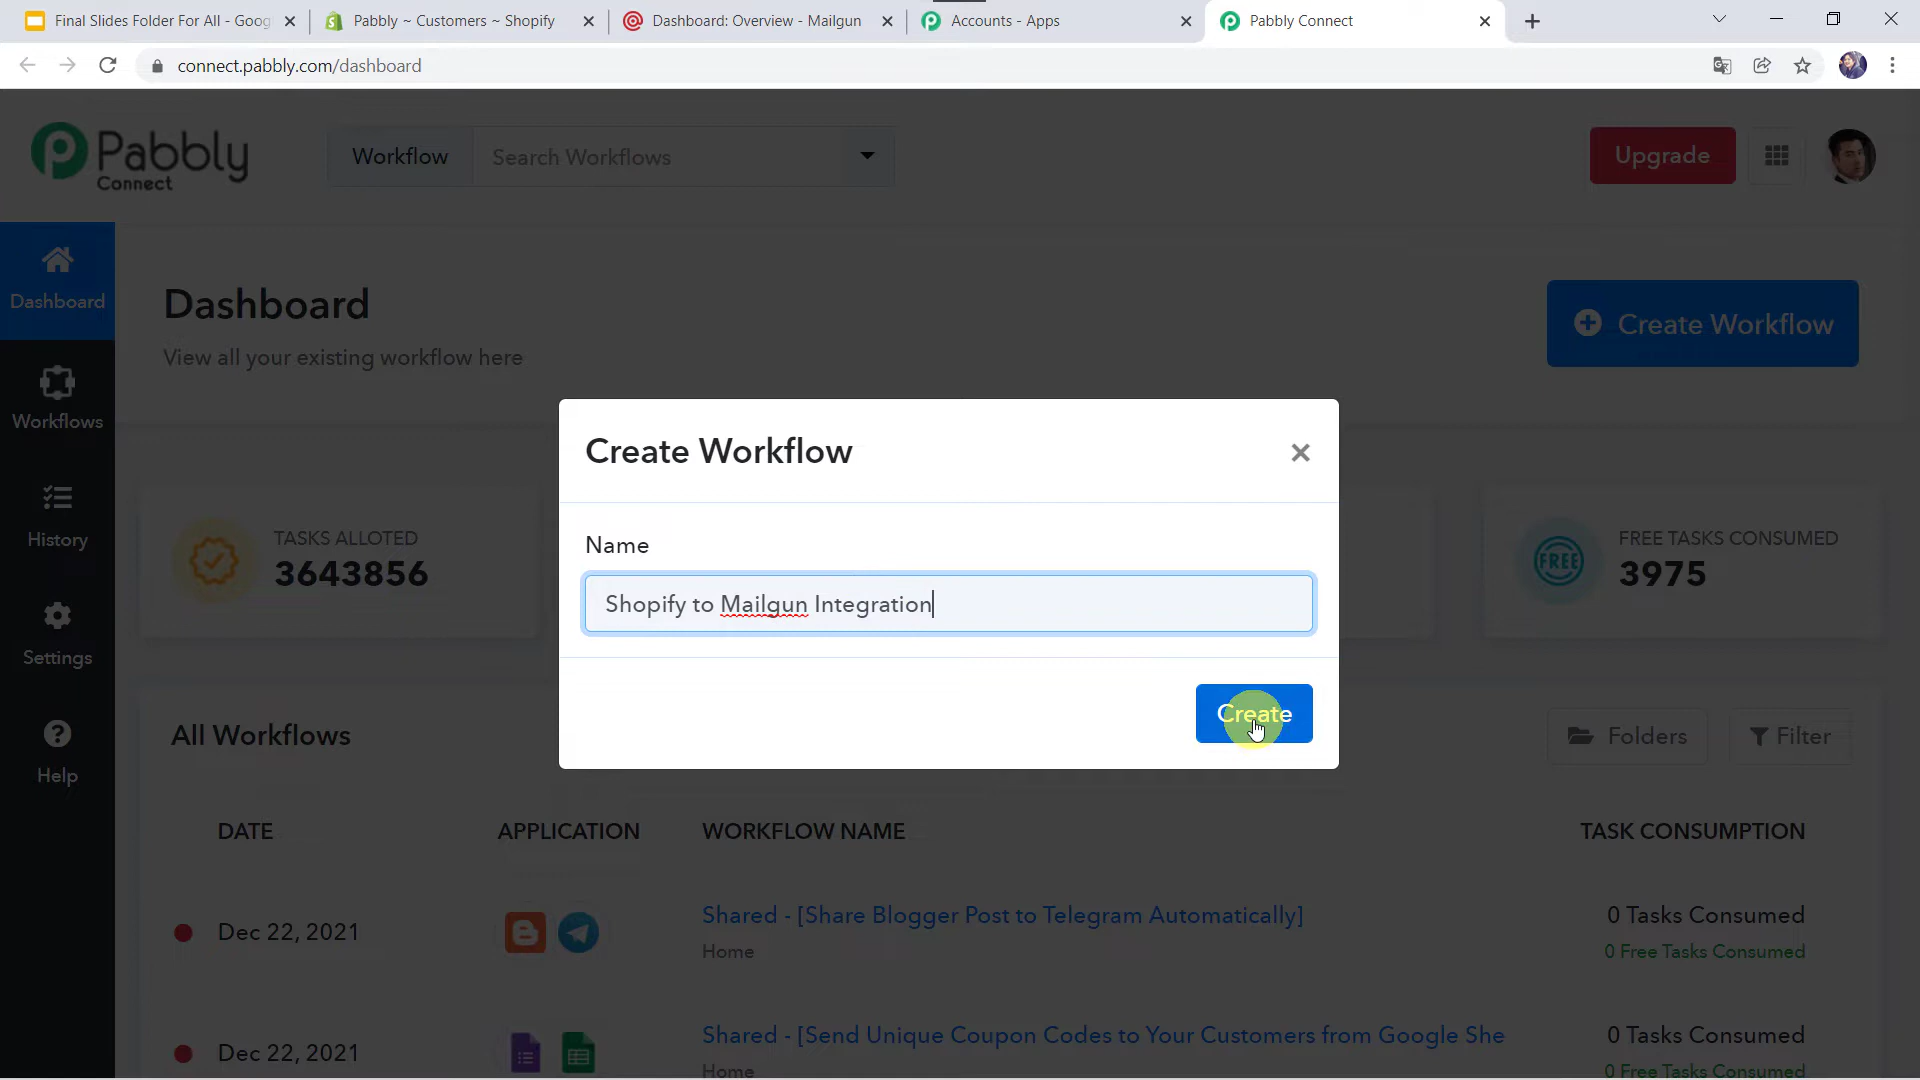 Final Slides Folder For All - Goog
Pabbly ~ Customers ~ Shopify
Dashboard: Overview - Mailgun
Accounts - Apps
Pabbly Connect
connect.pabbly.com/dashboard
Pabbly
Connect
Workflow
Search Workflows
Upgrade
Dashboard
Workflows
History
Settings
Help
Dashboard
View all your existing workflow here
Create Workflow
Create Workflow
Name
Shopify to Mailgun Integration
Create
TASKS ALLOTED
3643856
FREE
FREE TASKS CONSUMED
3975
All Workflows
Folders
Filter
DATE
APPLICATION
WORKFLOW NAME
TASK CONSUMPTION
Dec 22, 2021
Shared - [Share Blogger Post to Telegram Automatically]
Home
0 Tasks Consumed
0 Free Tasks Consumed
Dec 22, 2021
Shared - [Send Unique Coupon Codes to Your Customers from Google She
Home
0 Tasks Consumed
0 Free Tasks Consumed